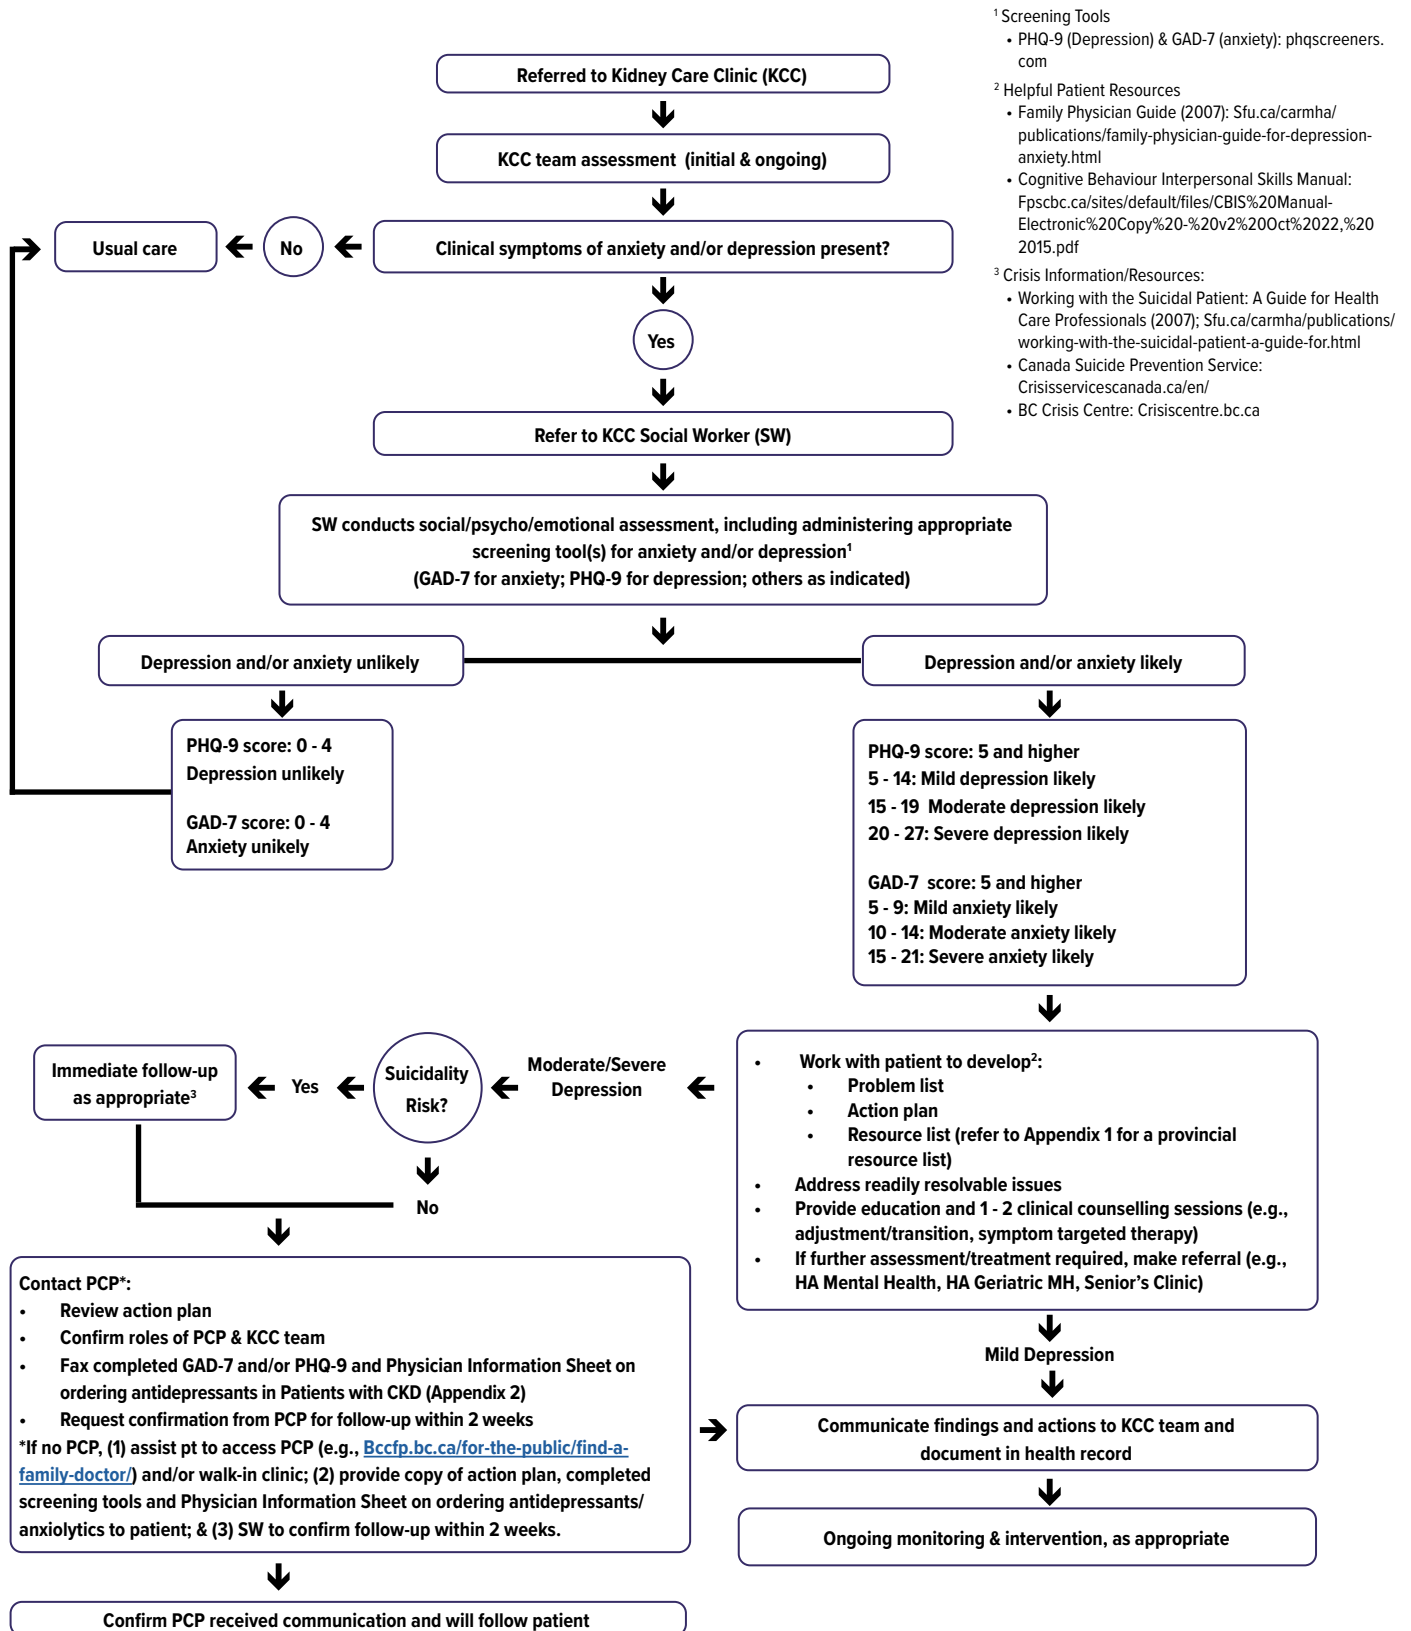 Referred to Kidney Care Clinic (KCC)
KCC team assessment (initial & ongoing)
Clinical symptoms of anxiety and/or depression present?
No
Usual care
Yes
Refer to KCC Social Worker (SW)
SW conducts social/psycho/emotional assessment, including administering appropriate
screening tool(s) for anxiety and/or depression¹
(GAD-7 for anxiety; PHQ-9 for depression; others as indicated)
Depression and/or anxiety unlikely
PHQ-9 score: 0 - 4
Depression unlikely
GAD-7 score: 0 - 4
Anxiety unikely
Depression and/or anxiety likely
PHQ-9 score: 5 and higher
5 - 14: Mild depression likely
15 - 19 Moderate depression likely
20 - 27: Severe depression likely
GAD-7 score: 5 and higher
5 - 9: Mild anxiety likely
10 - 14: Moderate anxiety likely
15 - 21: Severe anxiety likely
• Work with patient to develop²:
• Problem list
• Action plan
• Resource list (refer to Appendix 1 for a provincial
resource list)
• Address readily resolvable issues
• Provide education and 1 - 2 clinical counselling sessions (e.g.,
adjustment/transition, symptom targeted therapy)
• If further assessment/treatment required, make referral (e.g.,
HA Mental Health, HA Geriatric MH, Senior's Clinic)
Moderate/Severe
Depression
Suicidality
Risk?
Yes
Immediate follow-up
as appropriate³
No
Contact PCP*:
• Review action plan
• Confirm roles of PCP & KCC team
• Fax completed GAD-7 and/or PHQ-9 and Physician Information Sheet on
ordering antidepressants in Patients with CKD (Appendix 2)
• Request confirmation from PCP for follow-up within 2 weeks
*If no PCP, (1) assist pt to access PCP (e.g., Bccfp.bc.ca/for-the-public/find-a-
family-doctor/) and/or walk-in clinic; (2) provide copy of action plan, completed
screening tools and Physician Information Sheet on ordering antidepressants/
anxiolytics to patient; & (3) SW to confirm follow-up within 2 weeks.
Confirm PCP received communication and will follow patient
Mild Depression
Communicate findings and actions to KCC team and
document in health record
Ongoing monitoring & intervention, as appropriate
¹ Screening Tools
• PHQ-9 (Depression) & GAD-7 (anxiety): phqscreeners.
com
² Helpful Patient Resources
• Family Physician Guide (2007): Sfu.ca/carmha/
publications/family-physician-guide-for-depression-
anxiety.html
• Cognitive Behaviour Interpersonal Skills Manual:
Fpscbc.ca/sites/default/files/CBIS%20Manual-
Electronic%20Copy%20-%20v2%20Oct%2022,%20
2015.pdf
³ Crisis Information/Resources:
• Working with the Suicidal Patient: A Guide for Health
Care Professionals (2007); Sfu.ca/carmha/publications/
working-with-the-suicidal-patient-a-guide-for.html
• Canada Suicide Prevention Service:
Crisisservicescanada.ca/en/
• BC Crisis Centre: Crisiscentre.bc.ca